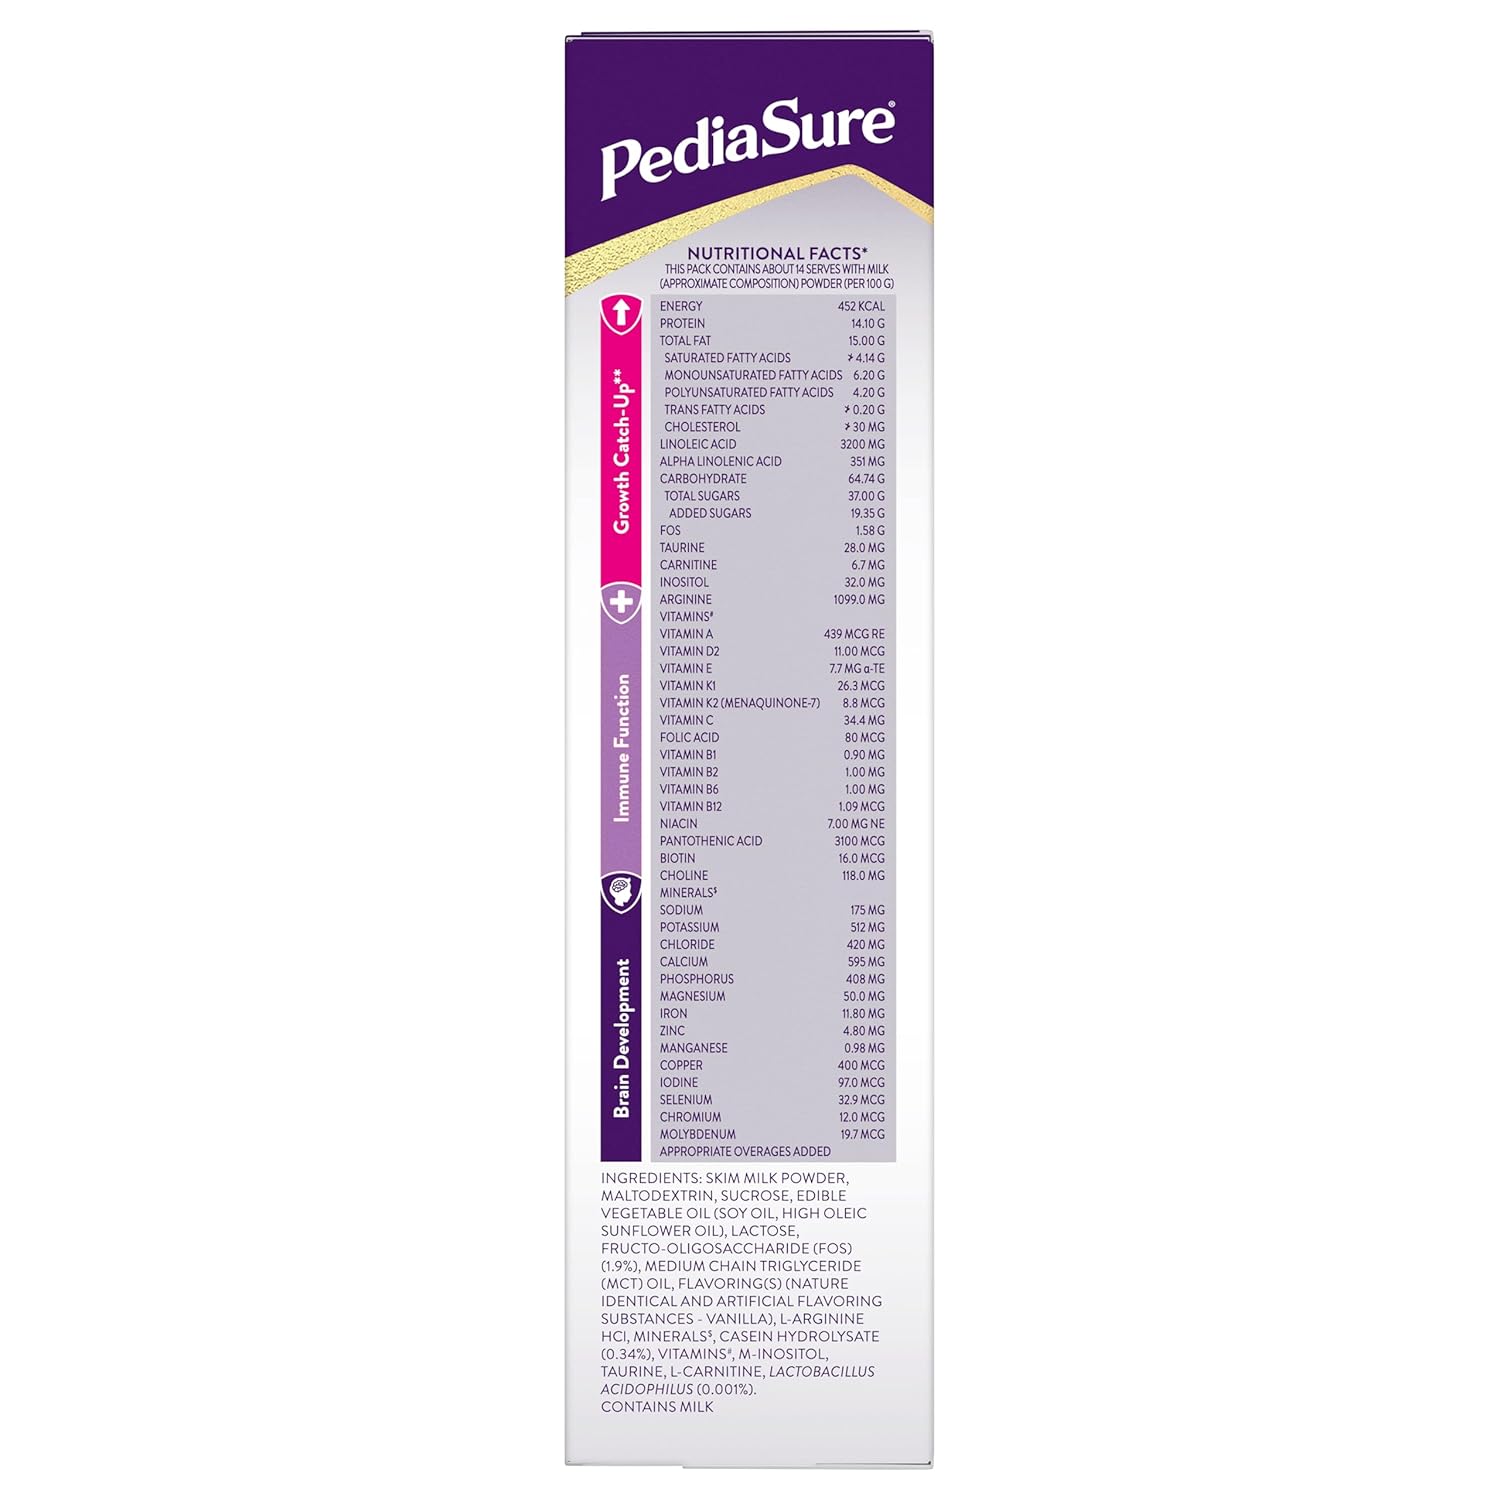 PediaSure®
NUTRITIONAL FACTS*
THIS PACK CONTAINS ABOUT 14 SERVES WITH MILK
(APPROXIMATE COMPOSITION) POWDER (PER 100 G)
ENERGY 452 KCAL
PROTEIN 14.10 G
TOTAL FAT 15.00 G
SATURATED FATTY ACIDS ≯ 4.14 G
MONOUNSATURATED FATTY ACIDS 6.20 G
POLYUNSATURATED FATTY ACIDS 4.20 G
TRANS FATTY ACIDS ≯ 0.20 G
CHOLESTEROL ≯ 30 MG
LINOLEIC ACID 3200 MG
ALPHA LINOLENIC ACID 351 MG
CARBOHYDRATE 64.74 G
TOTAL SUGARS 37.00 G
ADDED SUGARS 19.35 G
FOS 1.58 G
TAURINE 28.0 MG
CARNITINE 6.7 MG
INOSITOL 32.0 MG
ARGININE 1099.0 MG
VITAMINS#
VITAMIN A 439 MCG RE
VITAMIN D2 11.00 MCG
VITAMIN E 7.7 MG α-TE
VITAMIN K1 26.3 MCG
VITAMIN K2 (MENAQUINONE-7) 8.8 MCG
VITAMIN C 34.4 MG
FOLIC ACID 80 MCG
VITAMIN B1 0.90 MG
VITAMIN B2 1.00 MG
VITAMIN B6 1.00 MG
VITAMIN B12 1.09 MCG
NIACIN 7.00 MG NE
PANTOTHENIC ACID 3100 MCG
BIOTIN 16.0 MCG
CHOLINE 118.0 MG
MINERALS$
SODIUM 175 MG
POTASSIUM 512 MG
CHLORIDE 420 MG
CALCIUM 595 MG
PHOSPHORUS 408 MG
MAGNESIUM 50.0 MG
IRON 11.80 MG
ZINC 4.80 MG
MANGANESE 0.98 MG
COPPER 400 MCG
IODINE 97.0 MCG
SELENIUM 32.9 MCG
CHROMIUM 12.0 MCG
MOLYBDENUM 19.7 MCG
APPROPRIATE OVERAGES ADDED
Growth Catch-Up**
Immune Function
Brain Development
INGREDIENTS: SKIM MILK POWDER,
MALTODEXTRIN, SUCROSE, EDIBLE
VEGETABLE OIL (SOY OIL, HIGH OLEIC
SUNFLOWER OIL), LACTOSE,
FRUCTO-OLIGOSACCHARIDE (FOS)
(1.9%), MEDIUM CHAIN TRIGLYCERIDE
(MCT) OIL, FLAVORING(S) (NATURE
IDENTICAL AND ARTIFICIAL FLAVORING
SUBSTANCES - VANILLA), L-ARGININE
HCl, MINERALS$, CASEIN HYDROLYSATE
(0.34%), VITAMINS#, M-INOSITOL,
TAURINE, L-CARNITINE, LACTOBACILLUS
ACIDOPHILUS (0.001%).
CONTAINS MILK